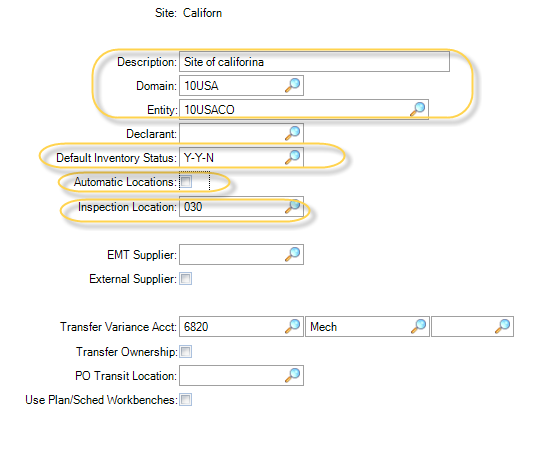 Site: Californ
Description: Site of califorina
Domain: 10USA
Entity: 10USACO
Declarant:
Default Inventory Status: Y-Y-N
Automatic Locations:
Inspection Location: 030
EMT Supplier:
External Supplier:
Transfer Variance Acct: 6820 Mech
Transfer Ownership:
PO Transit Location:
Use Plan/Sched Workbenches: